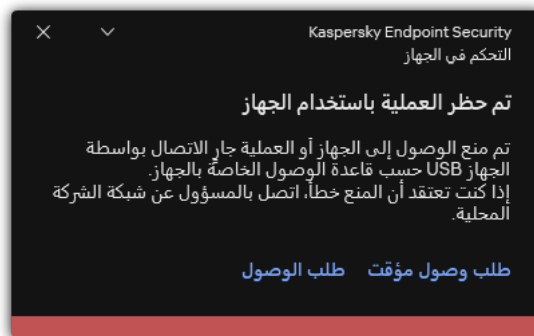 Kaspersky Endpoint Security
التحكم في الجهاز
تم حظر العملية باستخدام الجهاز
تم منع الوصول إلى الجهاز أو العملية جارٍ الاتصال بواسطة
الجهاز USB حسب قاعدة الوصول الخاصة بالجهاز.
إذا كنت تعتقد أن المنع خطأ، اتصل بالمسؤول عن شبكة الشركة
المحلية.
طلب وصول مؤقت طلب الوصول